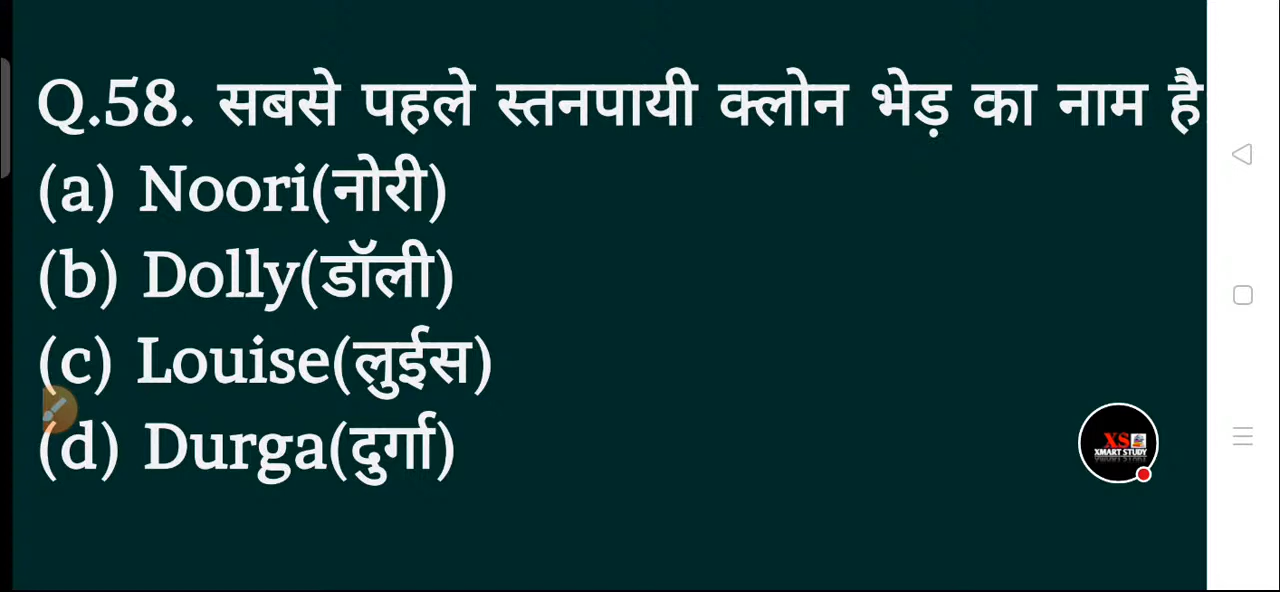 Q.58. सबसे पहले स्तनपायी क्लोन भेड़ का नाम है
(a) Noori(नोरी)
(b) Dolly(डॉली)
(c) Louise(लुईस)
(d) Durga(दुर्गा)
XS
XMART STUDY